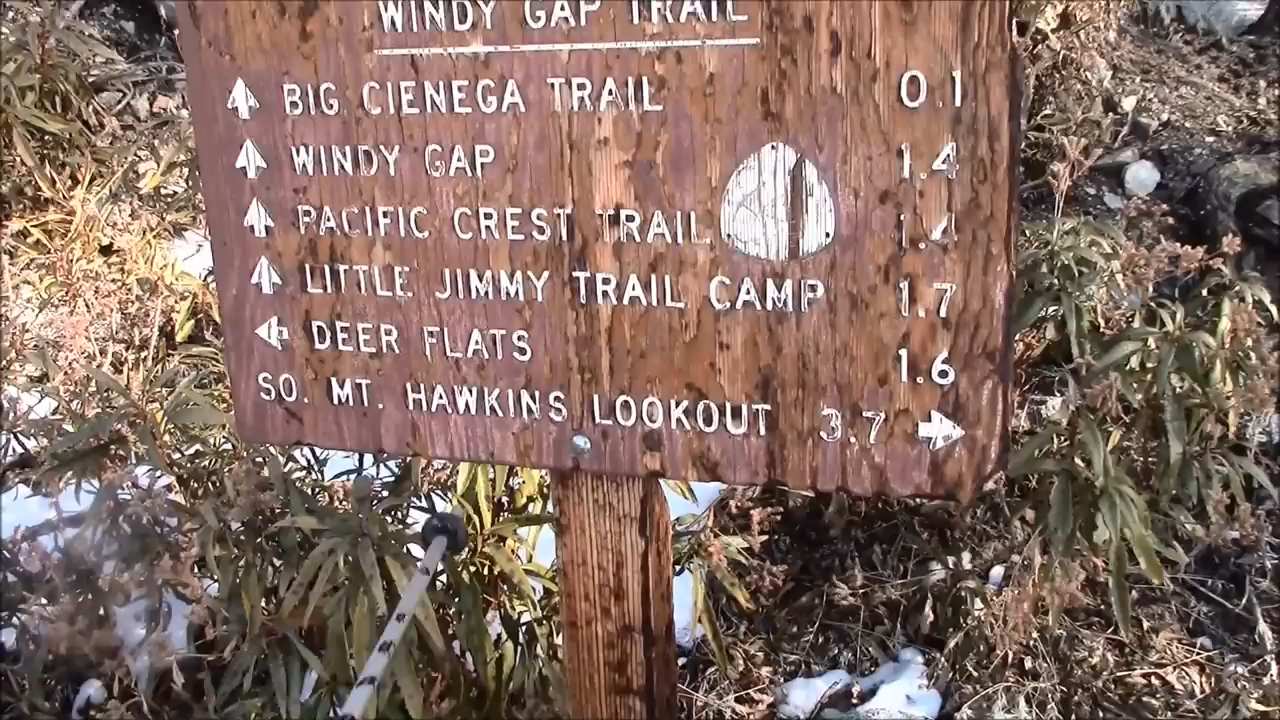 WINDY GAP TRAIL
BIG CIENEGA TRAIL 0.1
WINDY GAP 1.4
PACIFIC CREST TRAIL 1.4
LITTLE JIMMY TRAIL CAMP 1.7
DEER FLATS 1.6
SO. MT. HAWKINS LOOKOUT 3.7